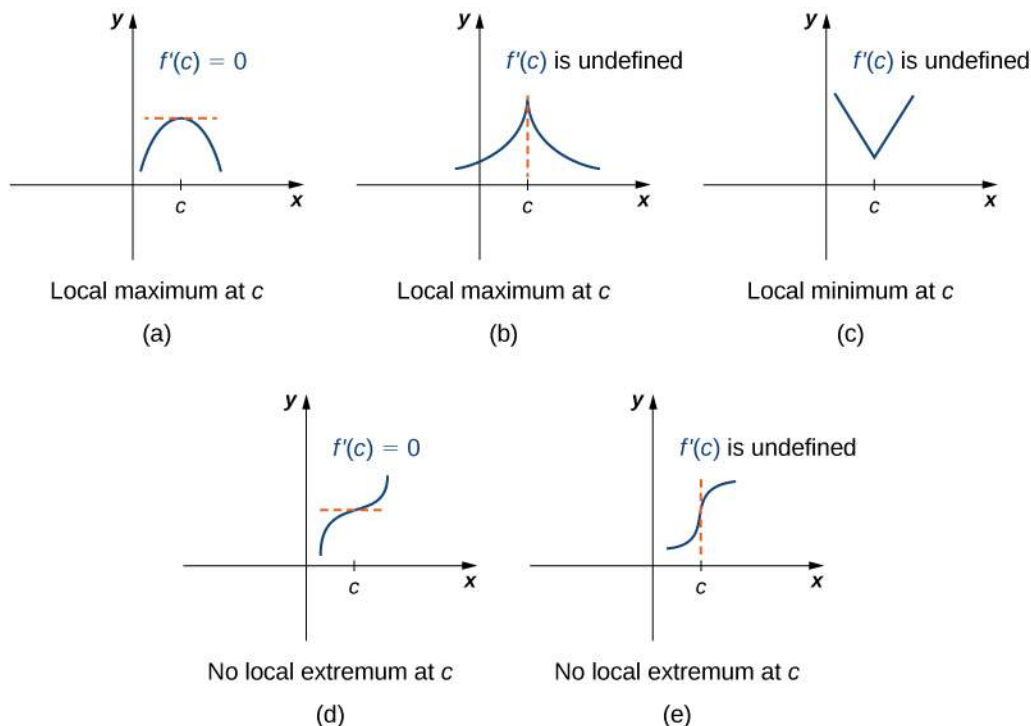 y
f'(c) = 0
x
c
Local maximum at c
(a)
y
f'(c) is undefined
x
c
Local maximum at c
(b)
y
f'(c) is undefined
x
c
Local minimum at c
(c)
y
f'(c) = 0
x
c
No local extremum at c
(d)
y
f'(c) is undefined
x
c
No local extremum at c
(e)